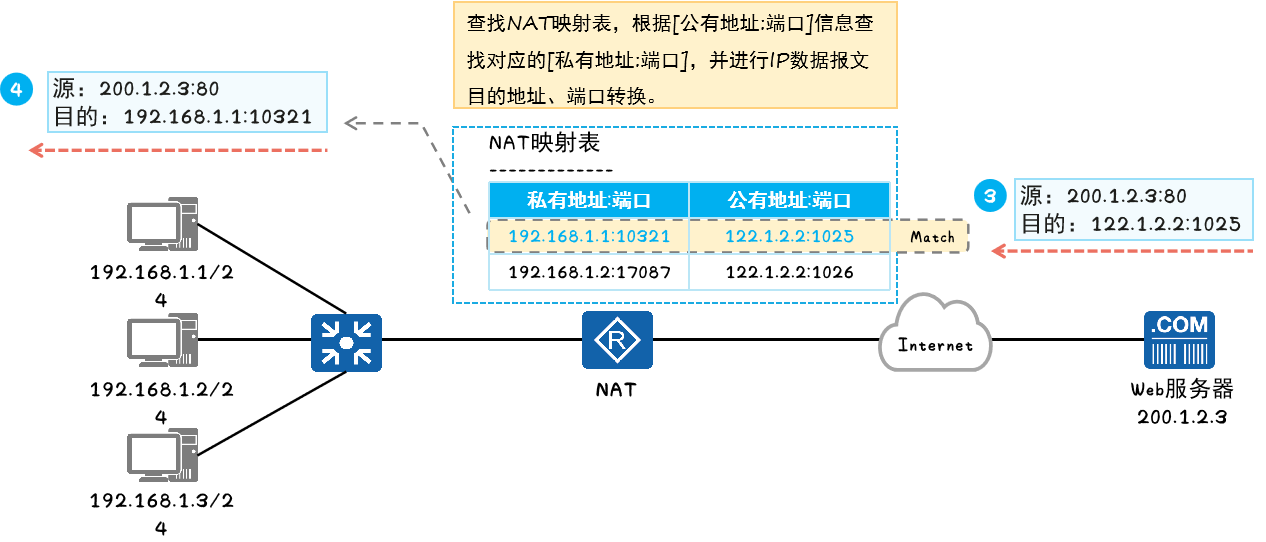 查找NAT映射表，根据[公有地址:端口]信息查
找对应的[私有地址:端口]，并进行IP数据报文
目的地址、端口转换。
4
源：200.1.2.3:80
目的：192.168.1.1:10321
NAT映射表
-------------
私有地址:端口 公有地址:端口
192.168.1.1:10321 122.1.2.2:1025 Match
192.168.1.2:17087 122.1.2.2:1026
3
源：200.1.2.3:80
目的：122.1.2.2:1025
192.168.1.1/2
4
192.168.1.2/2
4
192.168.1.3/2
4
R
NAT
Internet
.COM
Web服务器
200.1.2.3